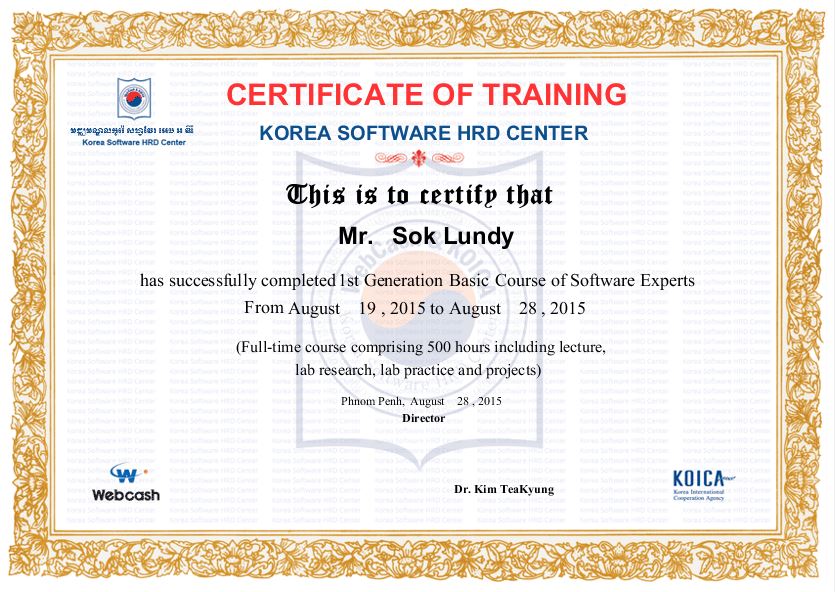 CERTIFICATE OF TRAINING
KOREA SOFTWARE HRD CENTER
Korea Software HRD Center
This is to certify that
Mr. Sok Lundy
has successfully completed 1st Generation Basic Course of Software Experts
From August 19 , 2015 to August 28 , 2015
(Full-time course comprising 500 hours including lecture,
lab research, lab practice and projects)
Phnom Penh, August 28 , 2015
Director
Dr. Kim TeaKyung
Webcash
KOICA
Korea International
Cooperation Agency
WebCash & KOICA